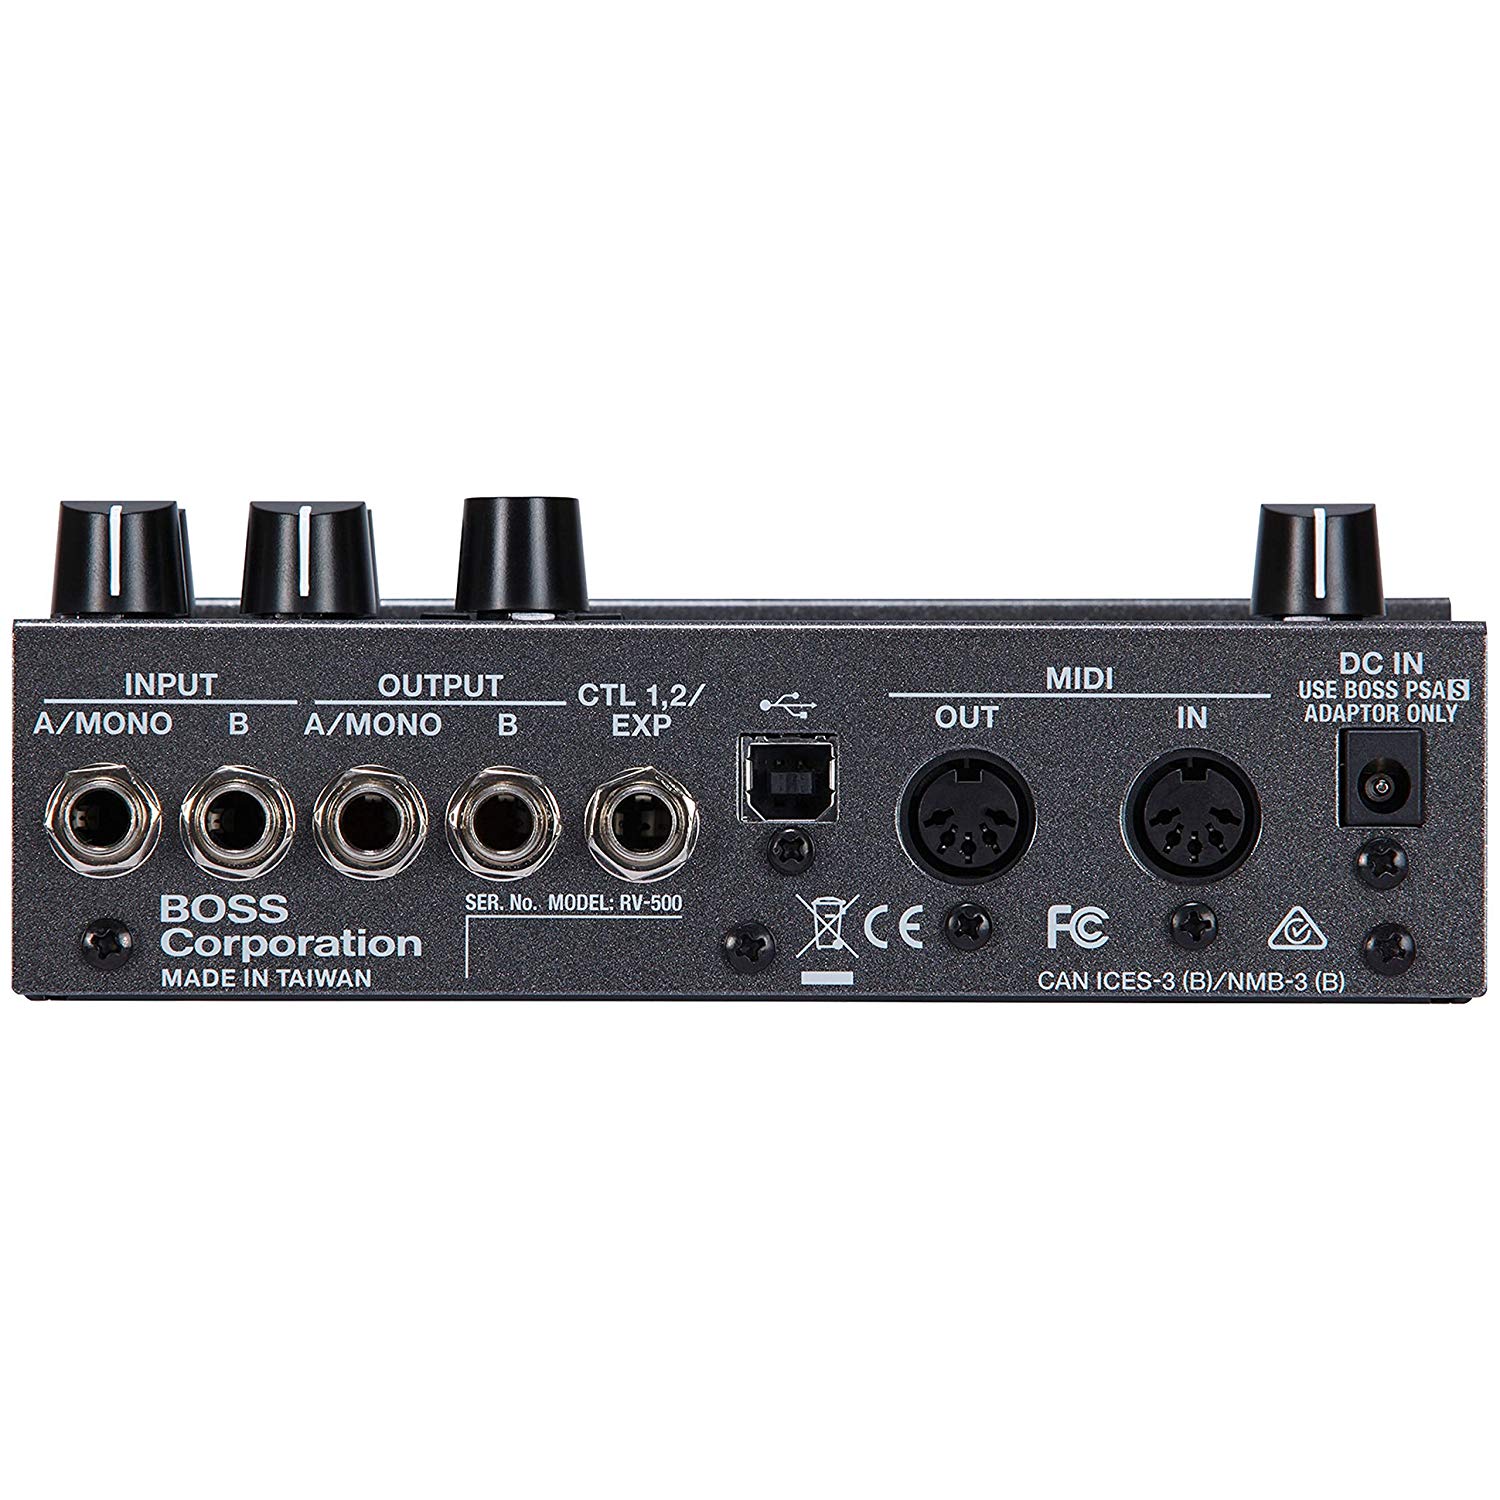 INPUT
A/MONO B
OUTPUT
A/MONO B
CTL 1,2/
EXP
MIDI
OUT IN
DC IN
USE BOSS PSA S
ADAPTOR ONLY
BOSS
Corporation
MADE IN TAIWAN
SER. No. MODEL: RV-500
CE
FC
CAN ICES-3 (B)/NMB-3 (B)